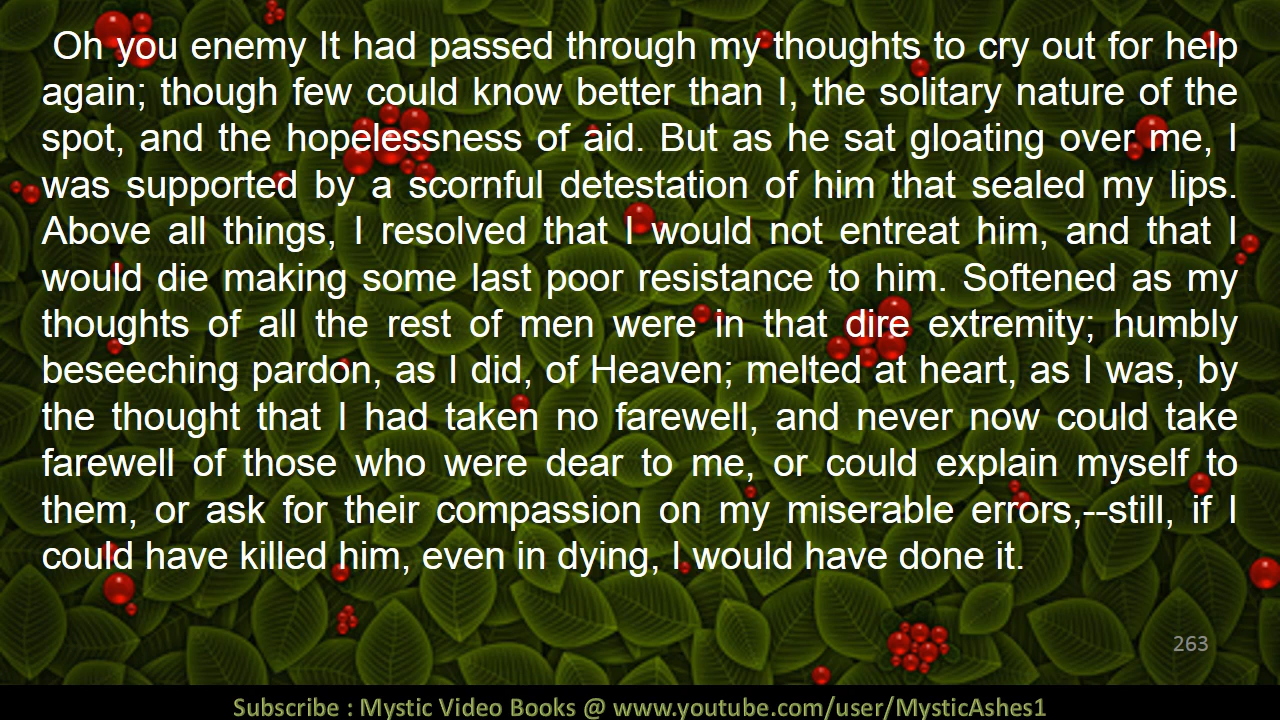 Oh you enemy It had passed through my thoughts to cry out for help
again; though few could know better than I, the solitary nature of the
spot, and the hopelessness of aid. But as he sat gloating over me, I
was supported by a scornful detestation of him that sealed my lips.
Above all things, I resolved that I would not entreat him, and that I
would die making some last poor resistance to him. Softened as my
thoughts of all the rest of men were in that dire extremity; humbly
beseeching pardon, as I did, of Heaven; melted at heart, as I was, by
the thought that I had taken no farewell, and never now could take
farewell of those who were dear to me, or could explain myself to
them, or ask for their compassion on my miserable errors,--still, if I
could have killed him, even in dying, I would have done it.
263
Subscribe : Mystic Video Books @ www.youtube.com/user/MysticAshes1